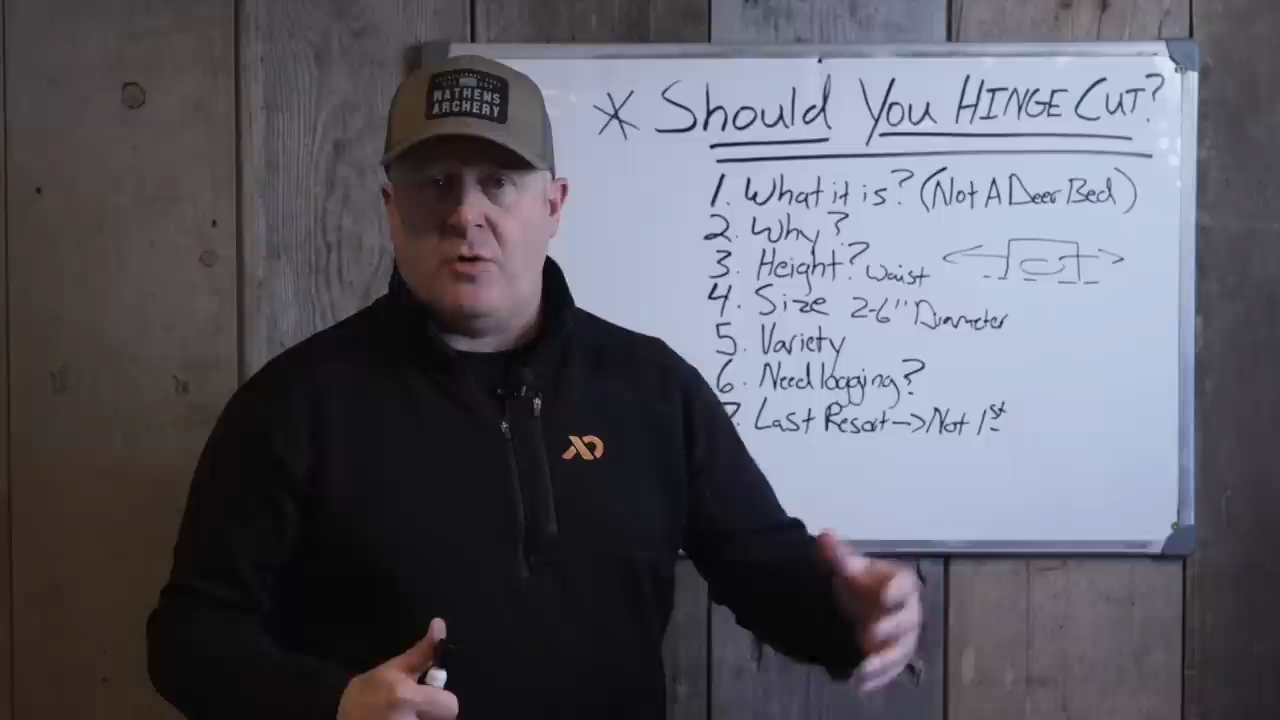 MATHEWS
ARCHERY
* Should You HINGE CUT?
1. What it is? (Not A Deer Bed)
2. Why?
3. Height? Waist
4. Size 2-6" Diameter
5. Variety
6. Need logging?
7. Last Resort -> Not 1st